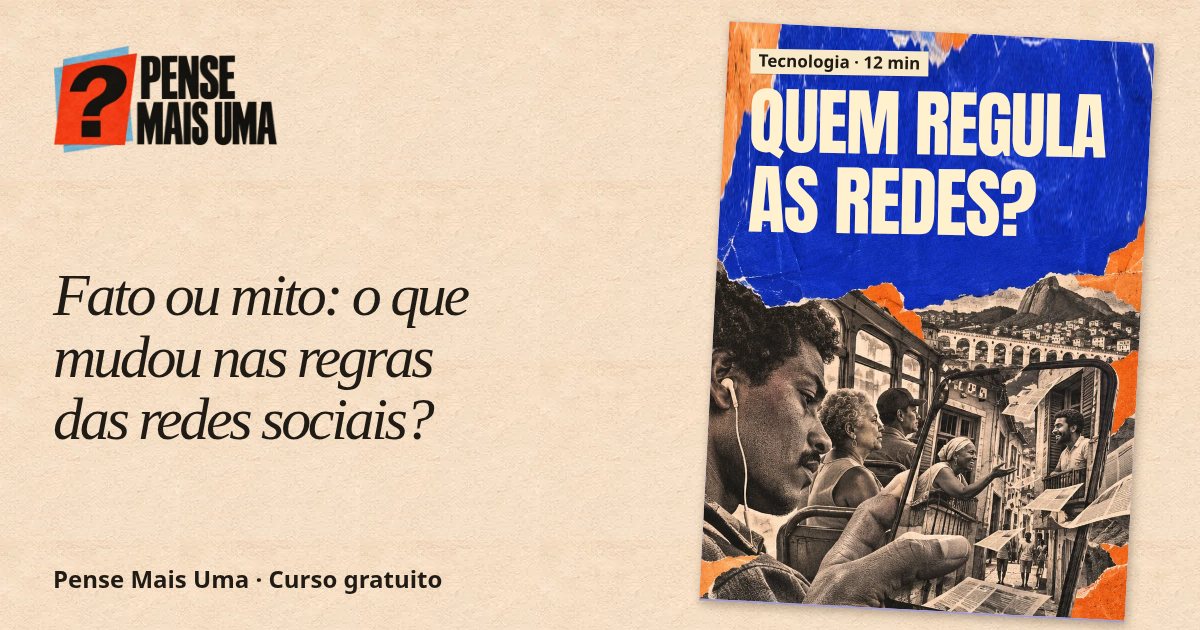 ?
PENSE
MAIS UMA
Fato ou mito: o que
mudou nas regras
das redes sociais?
Pense Mais Uma · Curso gratuito
Tecnologia · 12 min
QUEM REGULA
AS REDES?